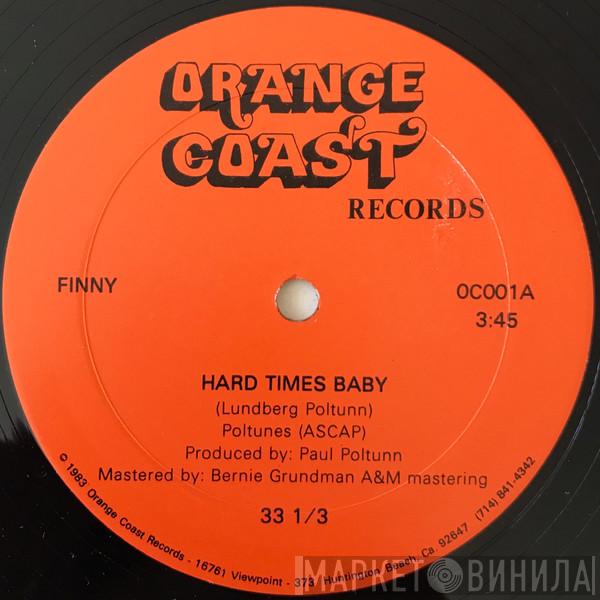 ORANGE
COAST
RECORDS
FINNY
OC001A
3:45
HARD TIMES BABY
(Lundberg Poltunn)
Poltunes (ASCAP)
Produced by: Paul Poltunn
Mastered by: Bernie Grundman A&M mastering
33 1/3
© 1983 Orange Coast Records - 16761 Viewpoint - 373 / Huntington Beach, Ca. 92647 (714) 841-4342
МАРКЕТ ВИНИЛА